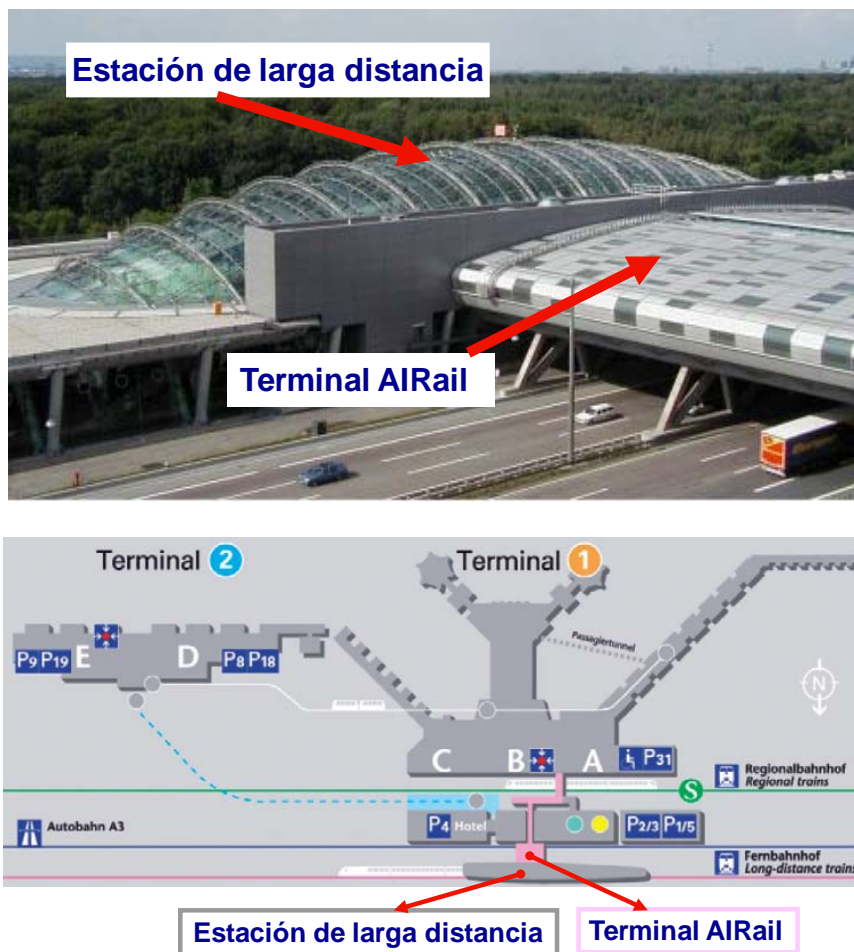 Estación de larga distancia
Terminal AIRail
Terminal 2
Terminal 1
Passagiertunnel
P9 P19 E D P8 P18
N
C B A P31
Regionalbahnhof
Regional trains
S
P4 Hotel P2/3 P1/5
Autobahn A3
Fernbahnhof
Long-distance trains
Estación de larga distancia
Terminal AIRail